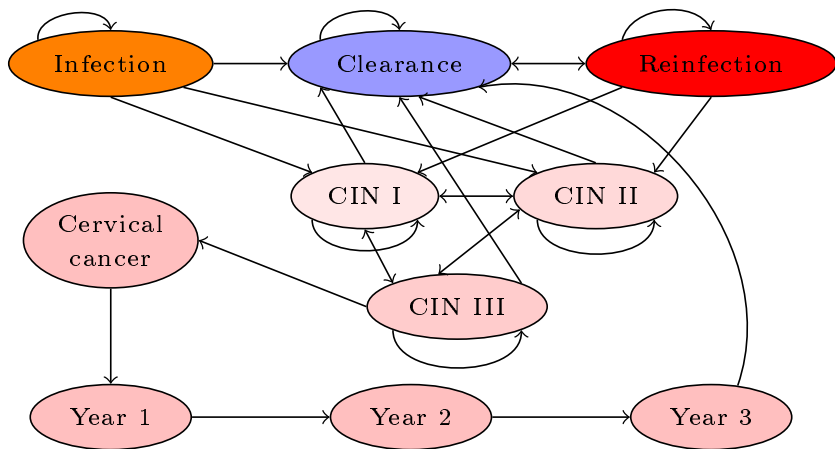 Infection
Clearance
Reinfection
CIN I
CIN II
Cervical
cancer
CIN III
Year 1
Year 2
Year 3